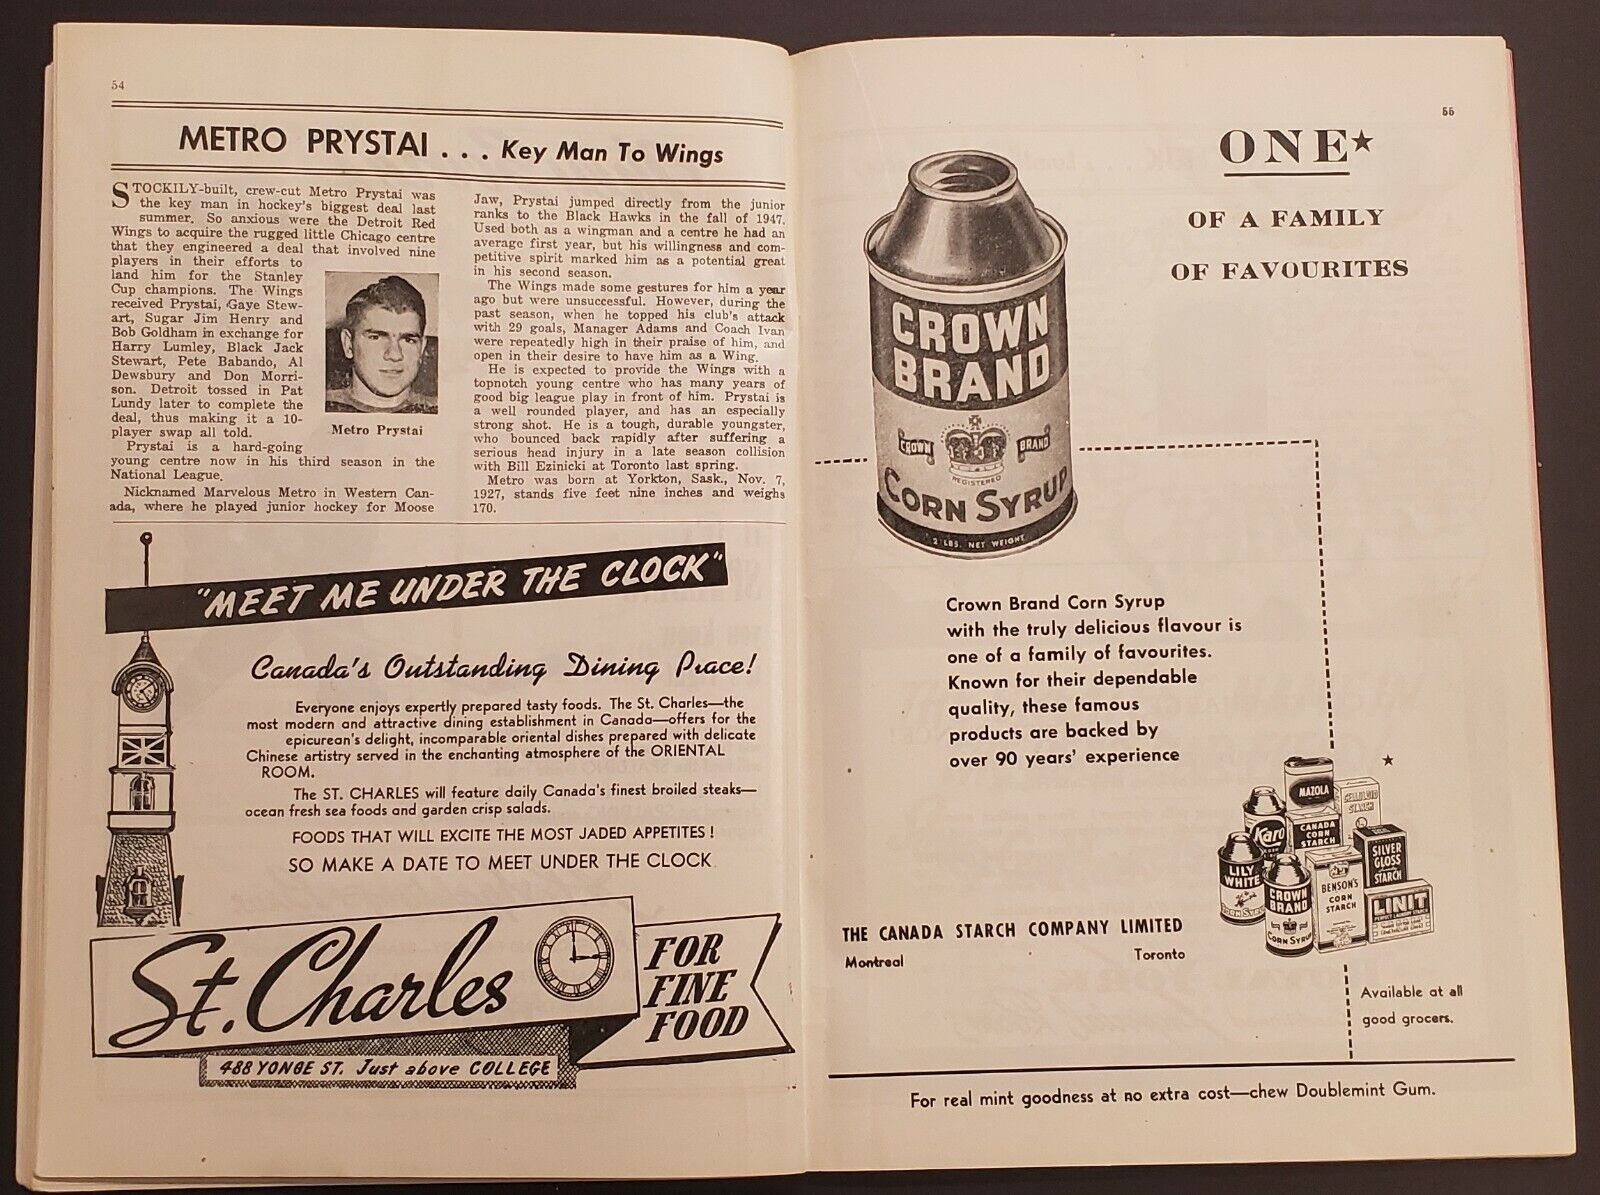 54
METRO PRYSTAI . . . Key Man To Wings
STOCKILY-built, crew-cut Metro Prystai was
the key man in hockey's biggest deal last
summer. So anxious were the Detroit Red
Wings to acquire the rugged little Chicago centre
that they engineered a deal that involved nine
players in their efforts to
land him for the Stanley
Cup champions. The Wings
received Prystai, Gaye Stew-
art, Sugar Jim Henry and
Bob Goldham in exchange for
Harry Lumley, Black Jack
Stewart, Pete Babando, Al
Dewsbury and Don Morri-
son. Detroit tossed in Pat
Lundy later to complete the
deal, thus making it a 10-
player swap all told.
Metro Prystai
Prystai is a hard-going
young centre now in his third season in the
National League.
Nicknamed Marvelous Metro in Western Can-
ada, where he played junior hockey for Moose
Jaw, Prystai jumped directly from the junior
ranks to the Black Hawks in the fall of 1947.
Used both as a wingman and a centre he had an
average first year, but his willingness and com-
petitive spirit marked him as a potential great
in his second season.
The Wings made some gestures for him a year
ago but were unsuccessful. However, during the
past season, when he topped his club's attack
with 29 goals, Manager Adams and Coach Ivan
were repeatedly high in their praise of him, and
open in their desire to have him as a Wing.
He is expected to provide the Wings with a
topnotch young centre who has many years of
good big league play in front of him. Prystai is
a well rounded player, and has an especially
strong shot. He is a tough, durable youngster,
who bounced back rapidly after suffering a
serious head injury in a late season collision
with Bill Ezinicki at Toronto last spring.
Metro was born at Yorkton, Sask., Nov. 7,
1927, stands five feet nine inches and weighs
170.
"MEET ME UNDER THE CLOCK"
Canada's Outstanding Dining Place!
Everyone enjoys expertly prepared tasty foods. The St. Charles—the
most modern and attractive dining establishment in Canada—offers for the
epicurean's delight, incomparable oriental dishes prepared with delicate
Chinese artistry served in the enchanting atmosphere of the ORIENTAL
ROOM.
The ST. CHARLES will feature daily Canada's finest broiled steaks—
ocean fresh sea foods and garden crisp salads.
FOODS THAT WILL EXCITE THE MOST JADED APPETITES!
SO MAKE A DATE TO MEET UNDER THE CLOCK
St. Charles
FOR
FINE
FOOD
488 YONGE ST. Just above COLLEGE
55
ONE★
OF A FAMILY
OF FAVOURITES
CROWN
BRAND
CROWN BRAND
REGISTERED
CORN SYRUP
2 LBS. NET WEIGHT
Crown Brand Corn Syrup
with the truly delicious flavour is
one of a family of favourites.
Known for their dependable
quality, these famous
products are backed by
over 90 years' experience
★
MAZOLA
CELLULOID
STARCH
Karo
CANADA
CORN
STARCH
SILVER
GLOSS
STARCH
LILY
WHITE
CORN SYRUP
CROWN
BRAND
CORN SYRUP
BENSON'S
CORN
STARCH
LINIT
THE CANADA STARCH COMPANY LIMITED
Montreal Toronto
Available at all
good grocers.
For real mint goodness at no extra cost—chew Doublemint Gum.